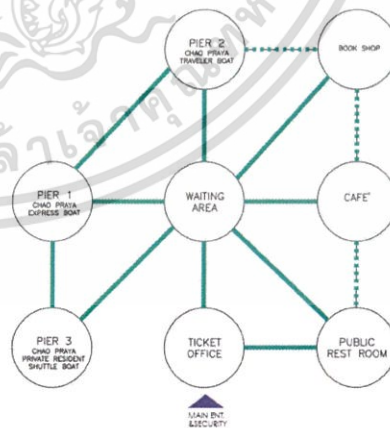 PIER 2
CHAO PRAYA
TRAVELER BOAT
BOOK SHOP
PIER 1
CHAO PRAYA
EXPRESS BOAT
WAITING
AREA
CAFE'
PIER 3
CHAO PRAYA
PRIVATE RESIDENT
SHUTTLE BOAT
TICKET
OFFICE
PUBLIC
REST ROOM
MAIN ENT.
&SECURITY